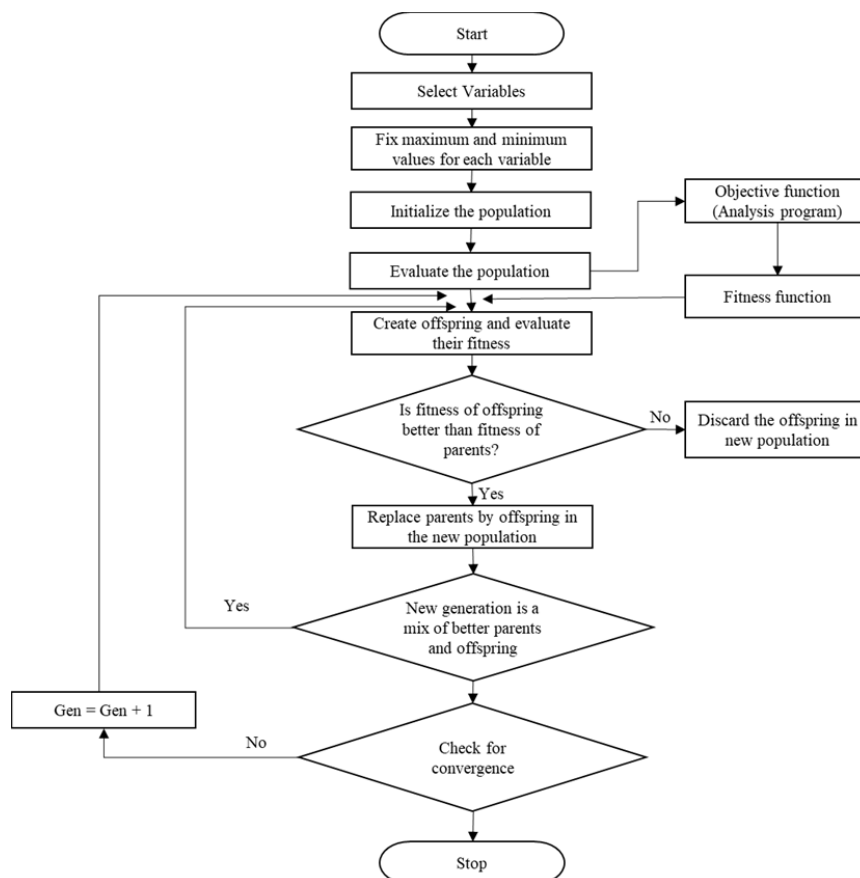 Start
Select Variables
Fix maximum and minimum
values for each variable
Initialize the population
Objective function
(Analysis program)
Evaluate the population
Fitness function
Create offspring and evaluate
their fitness
Is fitness of offspring
better than fitness of
parents?
No
Discard the offspring in
new population
Yes
Replace parents by offspring in
the new population
Yes
New generation is a
mix of better parents
and offspring
Gen = Gen + 1
No
Check for
convergence
Stop